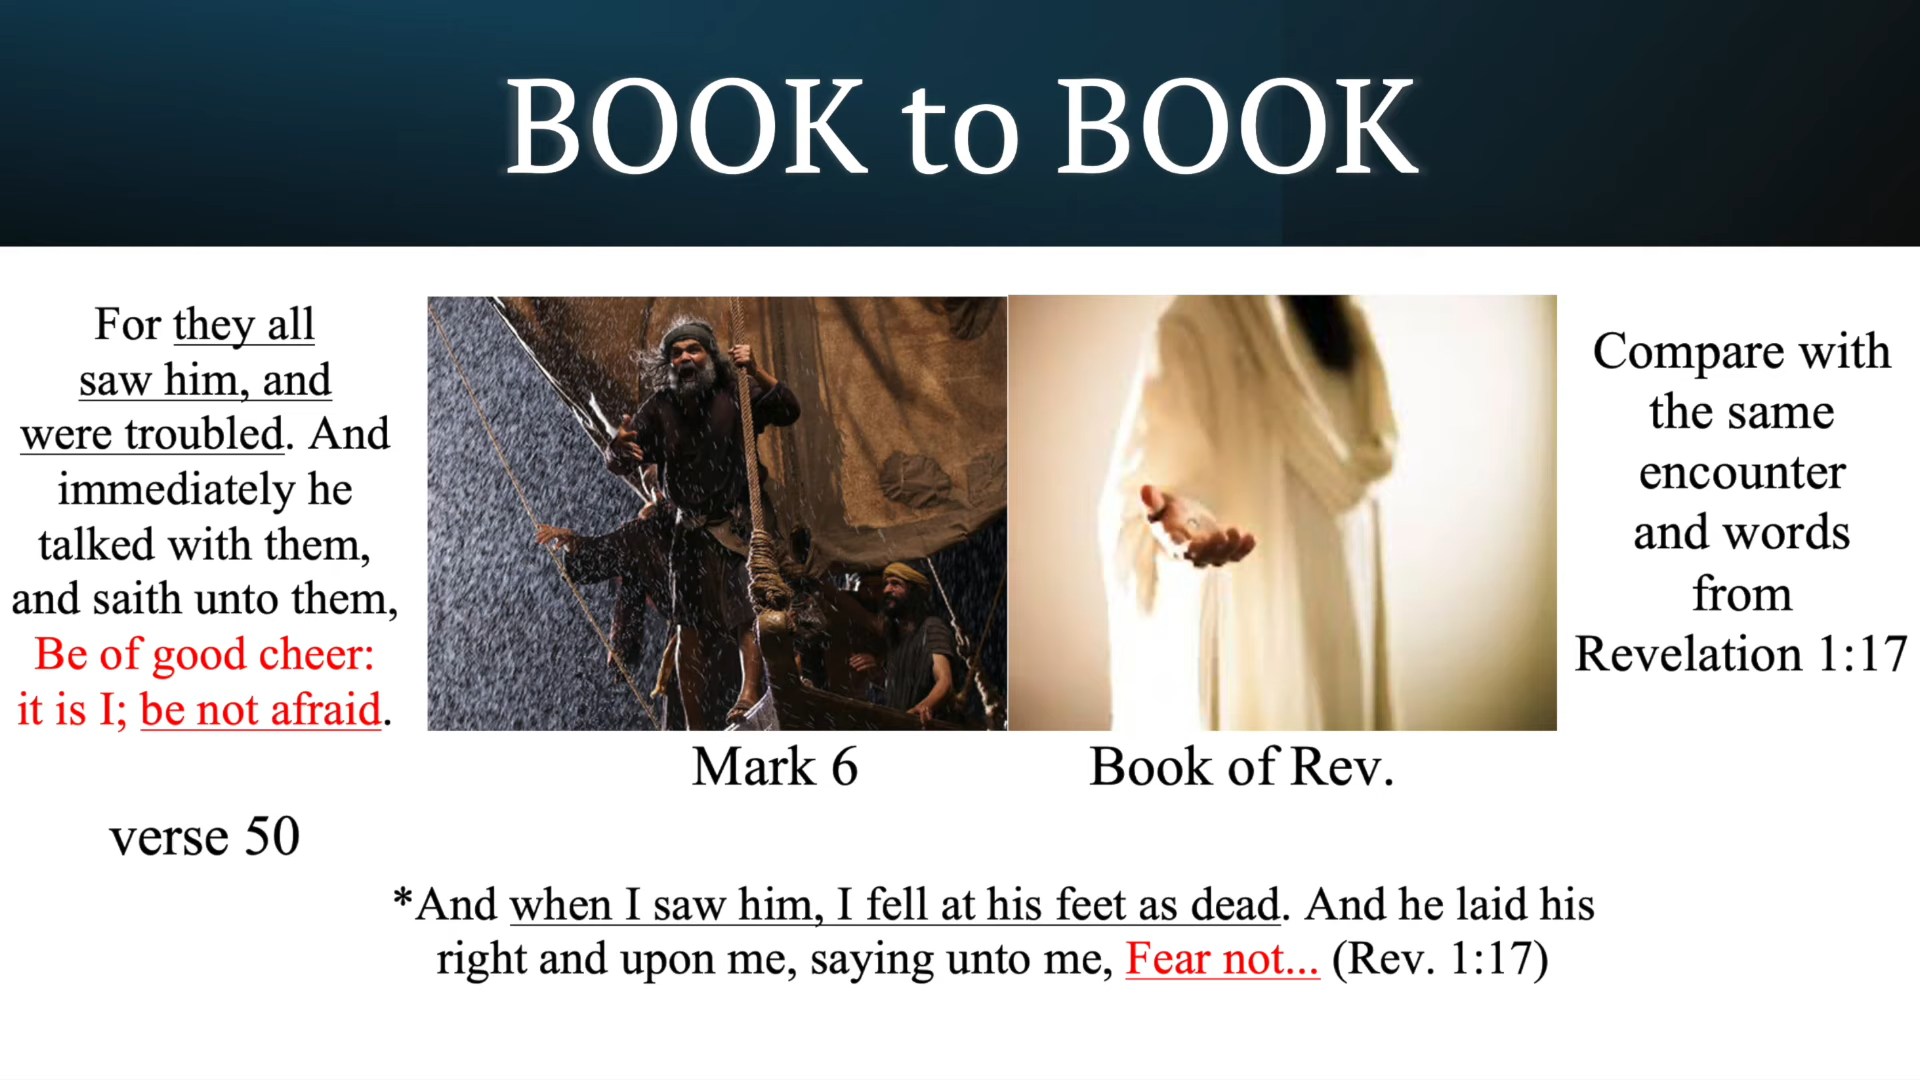 BOOK to BOOK
For they all
saw him, and
were troubled. And
immediately he
talked with them,
and saith unto them,
Be of good cheer:
it is I; be not afraid.
verse 50
Mark 6
Book of Rev.
Compare with
the same
encounter
and words
from
Revelation 1:17
*And when I saw him, I fell at his feet as dead. And he laid his
right and upon me, saying unto me, Fear not... (Rev. 1:17)